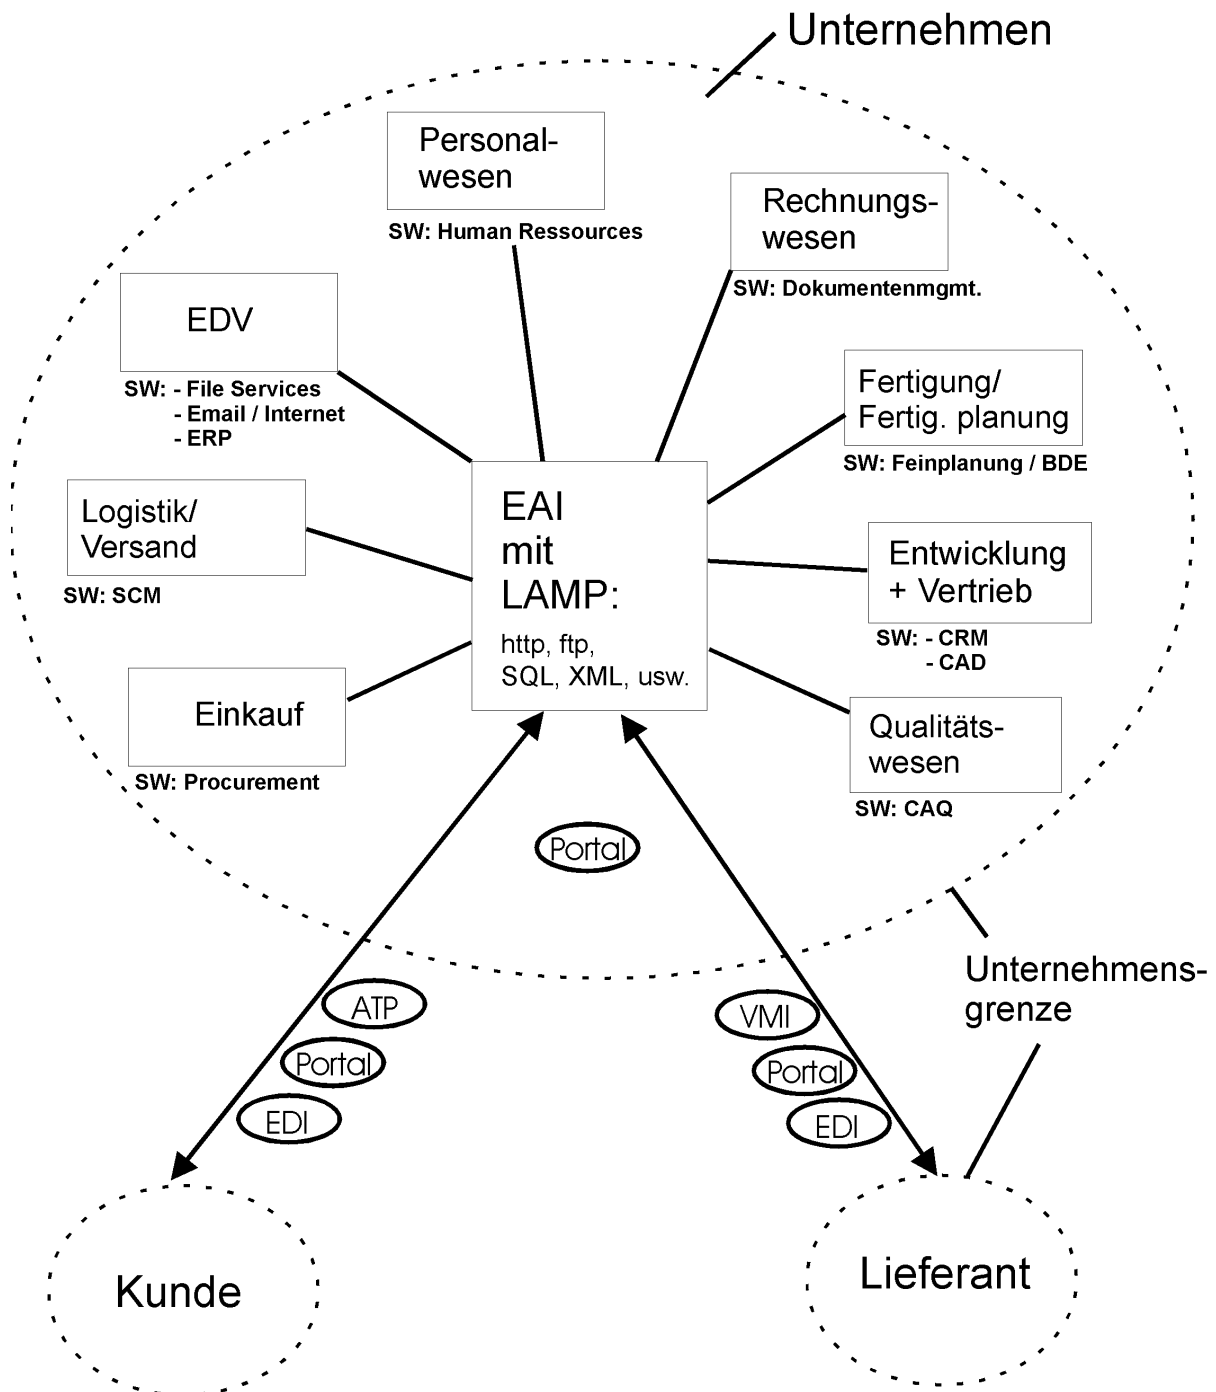 Unternehmen
Personal-
wesen
SW: Human Ressources
Rechnungs-
wesen
SW: Dokumentenmgmt.
EDV
SW: - File Services
- Email / Internet
- ERP
Fertigung/
Fertig. planung
SW: Feinplanung / BDE
EAI
mit
LAMP:
http, ftp,
SQL, XML, usw.
Logistik/
Versand
SW: SCM
Entwicklung
+ Vertrieb
SW: - CRM
- CAD
Einkauf
SW: Procurement
Qualitäts-
wesen
SW: CAQ
Portal
Unternehmens-
grenze
ATP
Portal
EDI
VMI
Portal
EDI
Kunde
Lieferant